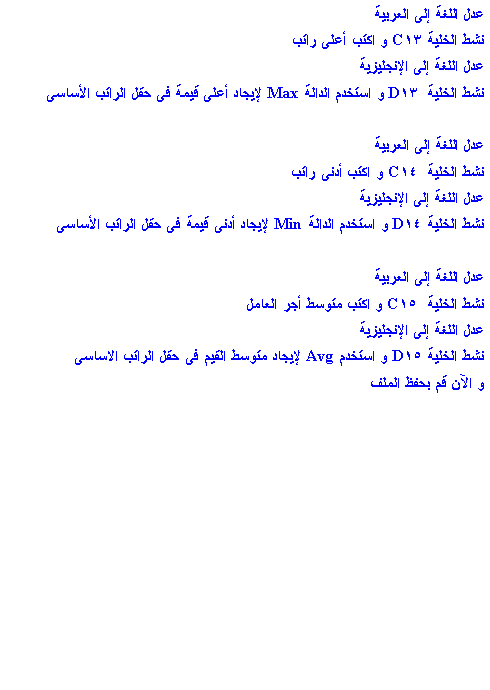 عدل اللغة إلى العربية
نشط الخلية C١٣ و اكتب أعلى راتب
عدل اللغة إلى الإنجليزية
نشط الخلية D١٣ و استخدم الدالة Max لإيجاد أعلى قيمة فى حقل الراتب الأساسى
عدل اللغة إلى العربية
نشط الخلية C١٤ و اكتب أدنى راتب
عدل اللغة إلى الإنجليزية
نشط الخلية D١٤ و استخدم الدالة Min لإيجاد أدنى قيمة فى حقل الراتب الأساسى
عدل اللغة إلى العربية
نشط الخلية C١٥ و اكتب متوسط أجر العامل
عدل اللغة إلى الإنجليزية
نشط الخلية D١٥ و استخدم Avg لإيجاد متوسط القيم فى حقل الراتب الاساسى
و الآن قم بحفظ الملف